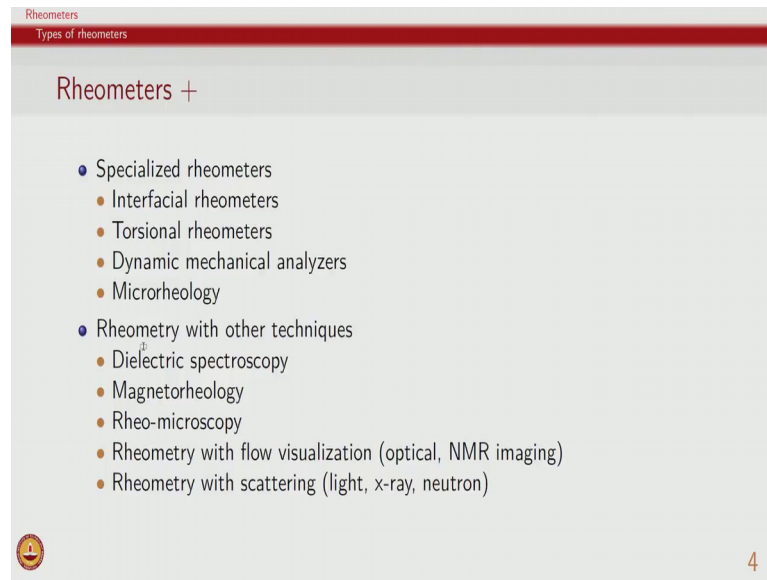 Rheometers
Types of rheometers
Rheometers +
Specialized rheometers
Interfacial rheometers
Torsional rheometers
Dynamic mechanical analyzers
Microrheology
Rheometry with other techniques
Dielectric spectroscopy
Magnetorheology
Rheo-microscopy
Rheometry with flow visualization (optical, NMR imaging)
Rheometry with scattering (light, x-ray, neutron)
4